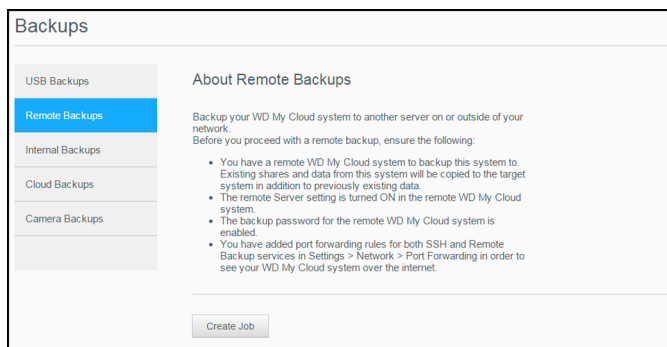 Backups
USB Backups
Remote Backups
Internal Backups
Cloud Backups
Camera Backups
About Remote Backups
Backup your WD My Cloud system to another server on or outside of your
network.
Before you proceed with a remote backup, ensure the following:
• You have a remote WD My Cloud system to backup this system to.
Existing shares and data from this system will be copied to the target
system in addition to previously existing data.
• The remote Server setting is turned ON in the remote WD My Cloud
system.
• The backup password for the remote WD My Cloud system is
enabled.
• You have added port forwarding rules for both SSH and Remote
Backup services in Settings > Network > Port Forwarding in order to
see your WD My Cloud system over the internet.
Create Job